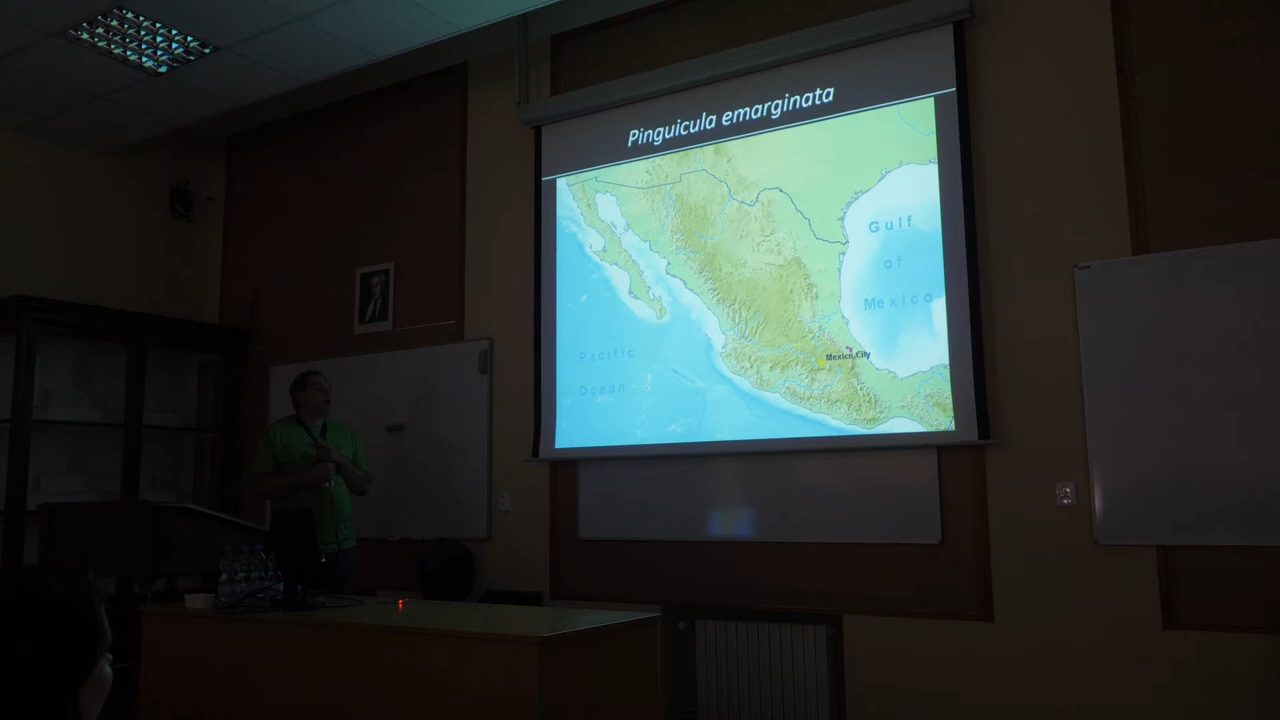 Pinguicula emarginata
Gulf
of
Mexico
Mexico City
Pacific
Ocean